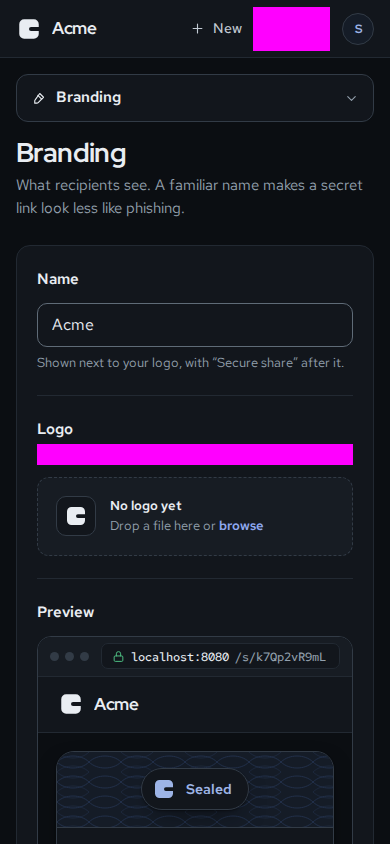 Acme
New
S
Branding
Branding
What recipients see. A familiar name makes a secret
link look less like phishing.
Name
Acme
Shown next to your logo, with “Secure share” after it.
Logo
No logo yet
Drop a file here or browse
Preview
localhost:8080 /s/k7Qp2vR9mL
Acme
Sealed